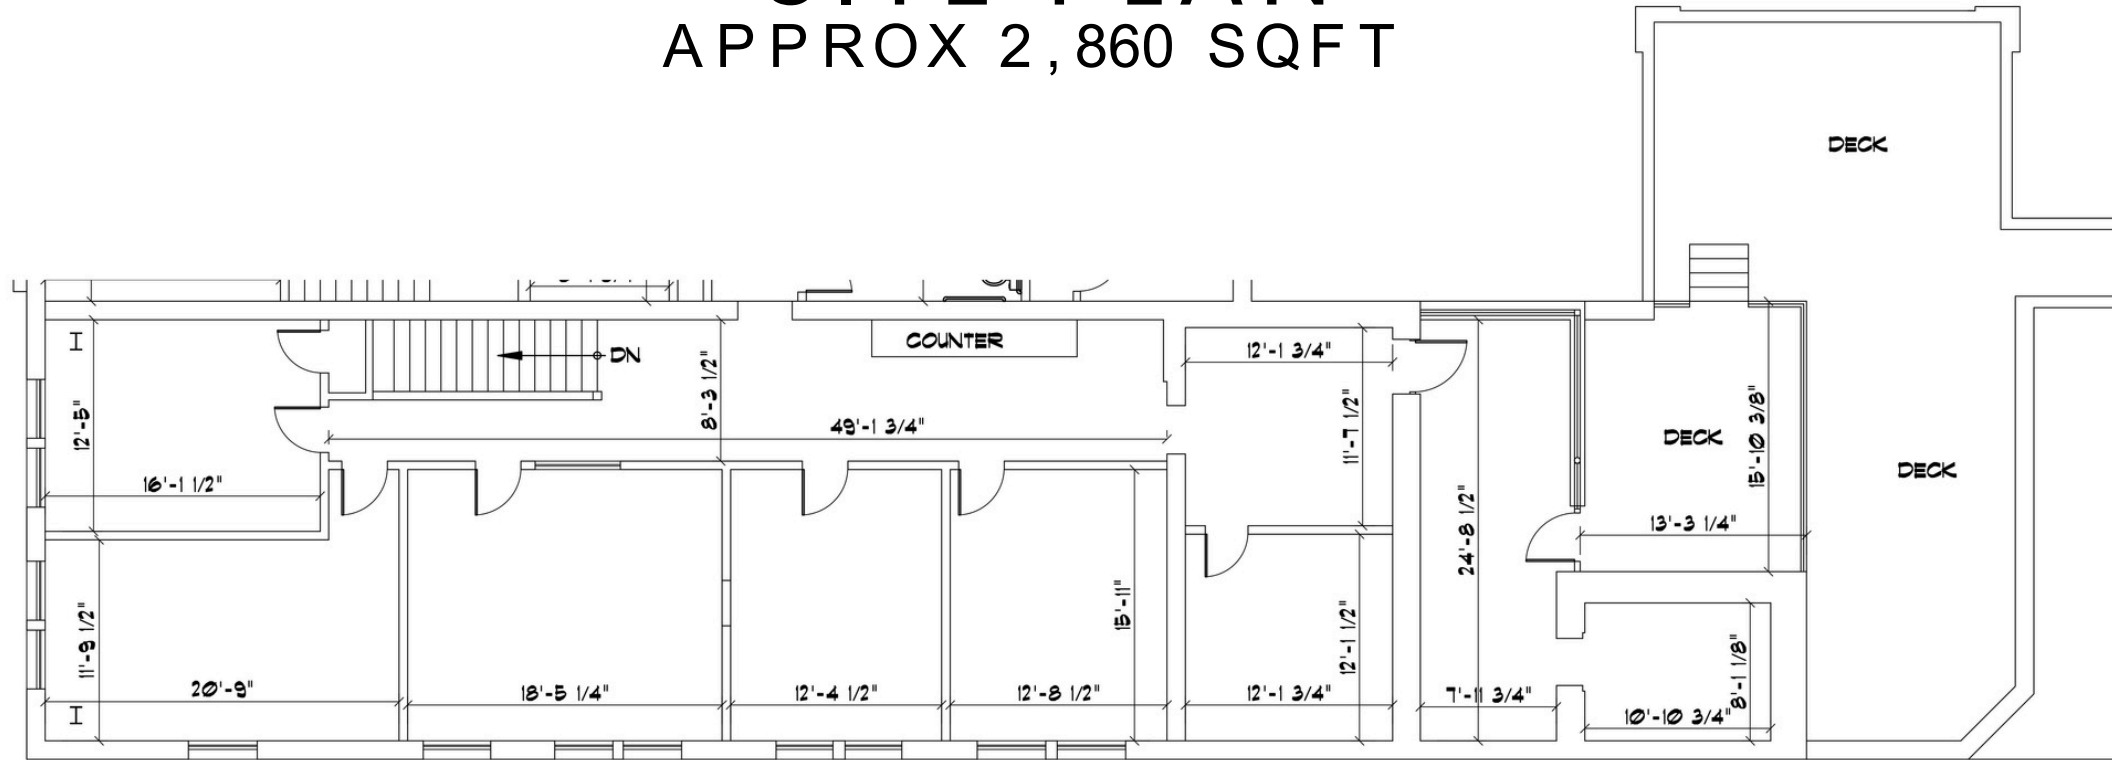 APPROX 2,860 SQFT
DECK
COUNTER
DN
12'-1 3/4"
8'-3 1/2"
12'-5"
49'-1 3/4"
11'-7 1/2"
15'-10 3/8"
DECK
DECK
16'-1 1/2"
24'-8 1/2"
13'-3 1/4"
15'-11"
11'-9 1/2"
12'-1 1/2"
8'-1 1/8"
20'-9"
18'-5 1/4"
12'-4 1/2"
12'-8 1/2"
12'-1 3/4"
7'-11 3/4"
10'-10 3/4"
I
I